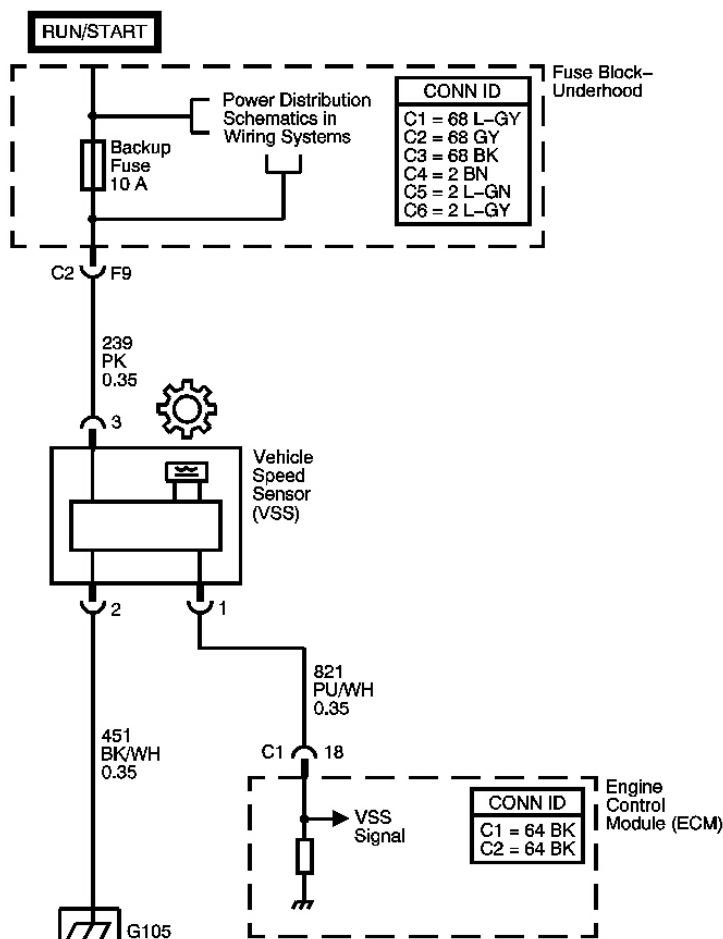 RUN/START
Fuse Block–
Underhood
Power Distribution
Schematics in
Wiring Systems
CONN ID
C1 = 68 L–GY
C2 = 68 GY
C3 = 68 BK
C4 = 2 BN
C5 = 2 L–GN
C6 = 2 L–GY
Backup
Fuse
10 A
C2 F9
239
PK
0.35
3
Vehicle
Speed
Sensor
(VSS)
2
1
821
PU/WH
0.35
451
BK/WH
0.35
C1 18
Engine
Control
Module (ECM)
CONN ID
C1 = 64 BK
C2 = 64 BK
VSS
Signal
G105